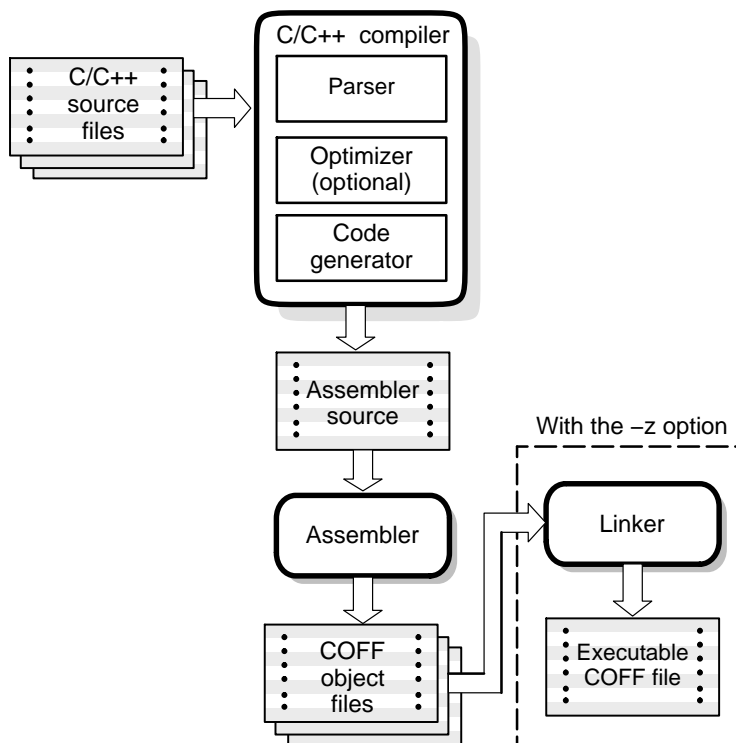 C/C++ compiler
C/C++
source
files
Parser
Optimizer
(optional)
Code
generator
Assembler
source
With the –z option
Assembler
Linker
COFF
object
files
Executable
COFF file